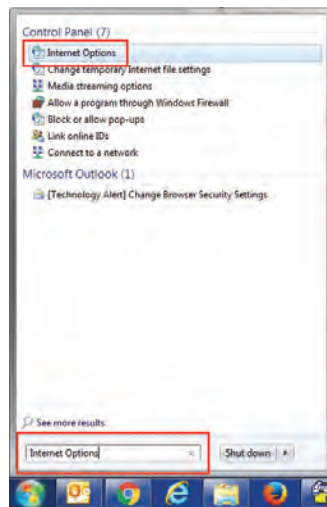 Control Panel (7)
Internet Options
Change temporary Internet file settings
Media streaming options
Allow a program through Windows Firewall
Block or allow pop-ups
Link online IDs
Connect to a network
Microsoft Outlook (1)
[Technology Alert] Change Browser Security Settings
See more results
Internet Options
Shut down